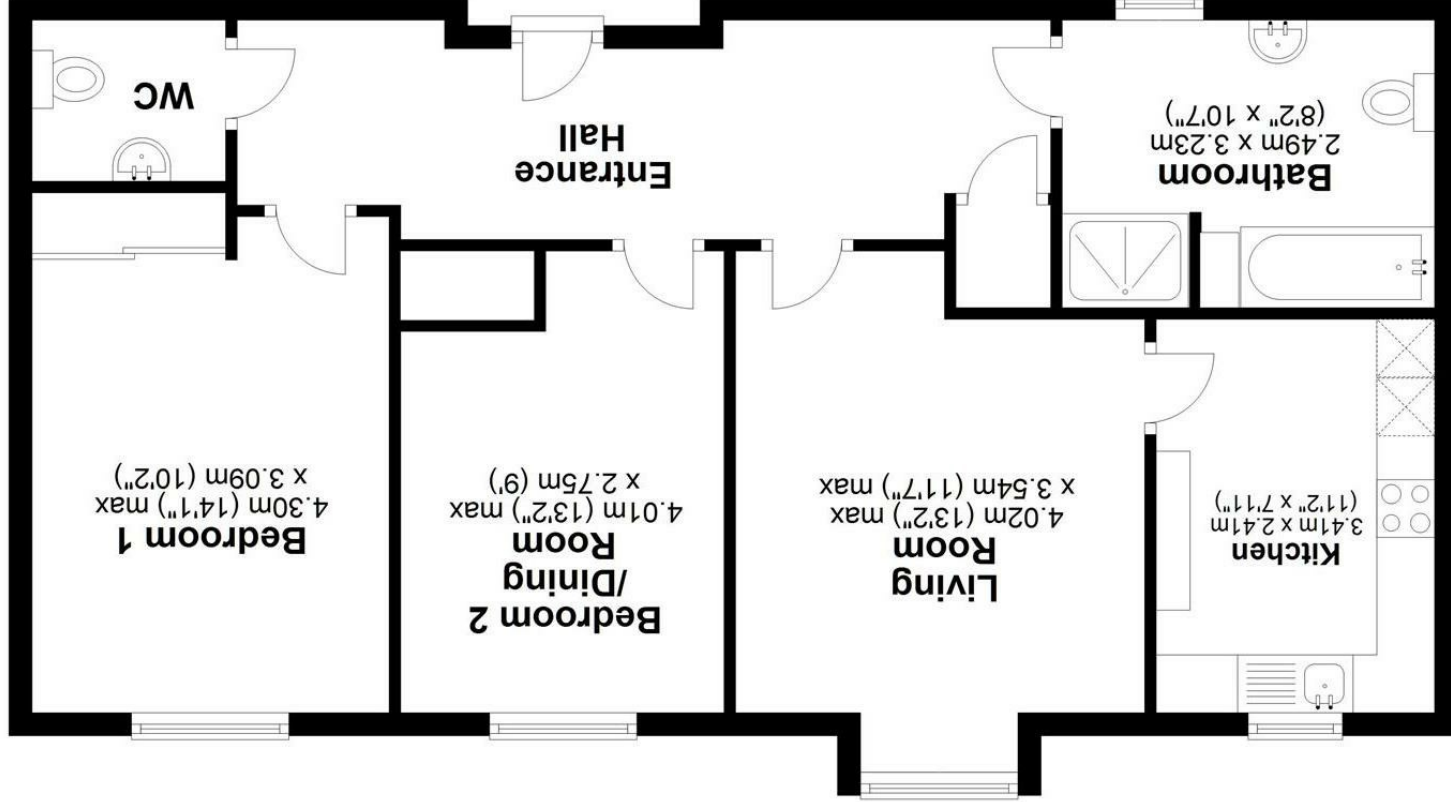 Kitchen
3.41m x 2.41m
(11'2" x 7'11")
Living
Room
4.02m (13'2") max
x 3.54m (11'7") max
Bedroom 2
/Dining
Room
4.01m (13'2") max
x 2.75m (9')
Bedroom 1
4.30m (14'1") max
x 3.09m (10'2")
Bathroom
2.49m x 3.23m
(8'2" x 10'7")
Entrance
Hall
WC